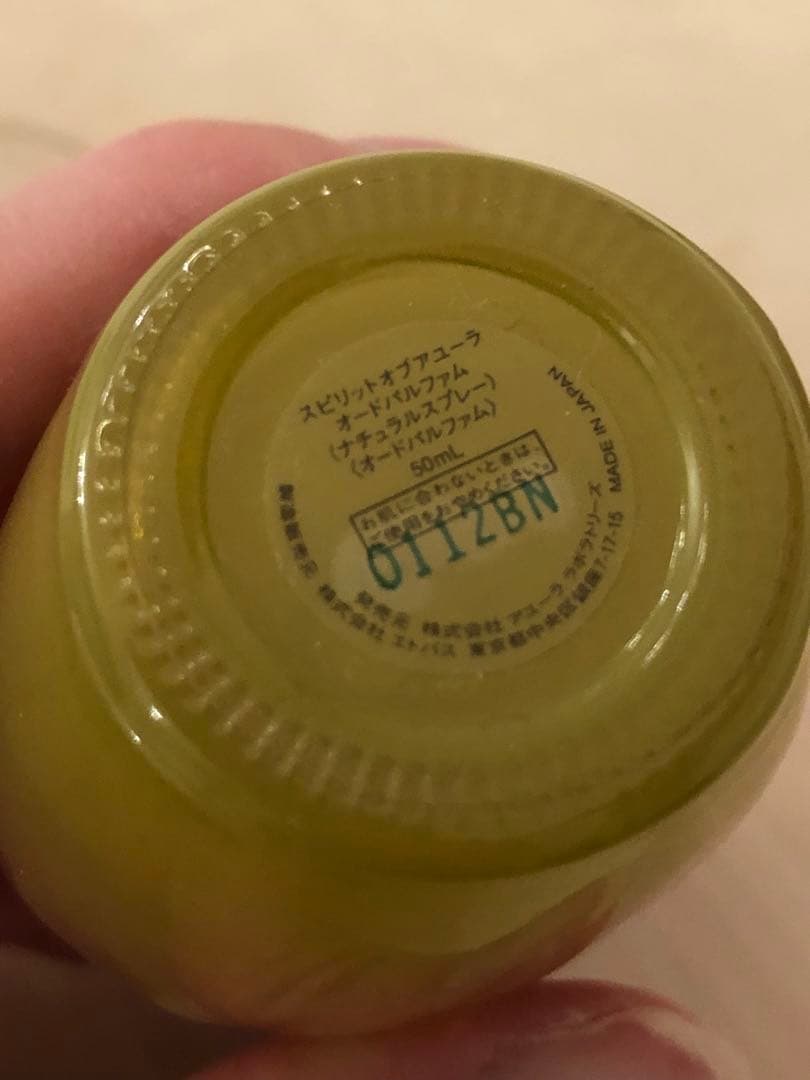 スピリットオブアユーラ
オードパルファム
(ナチュラルスプレー)
(オードパルファム)
50mL
お肌に合わないときは、
ご使用をおやめください。
0112BN
発売元 株式会社 アユーラ ラボラトリーズ
製造販売元 株式会社 エトバス 東京都中央区銀座7-17-15 MADE IN JAPAN